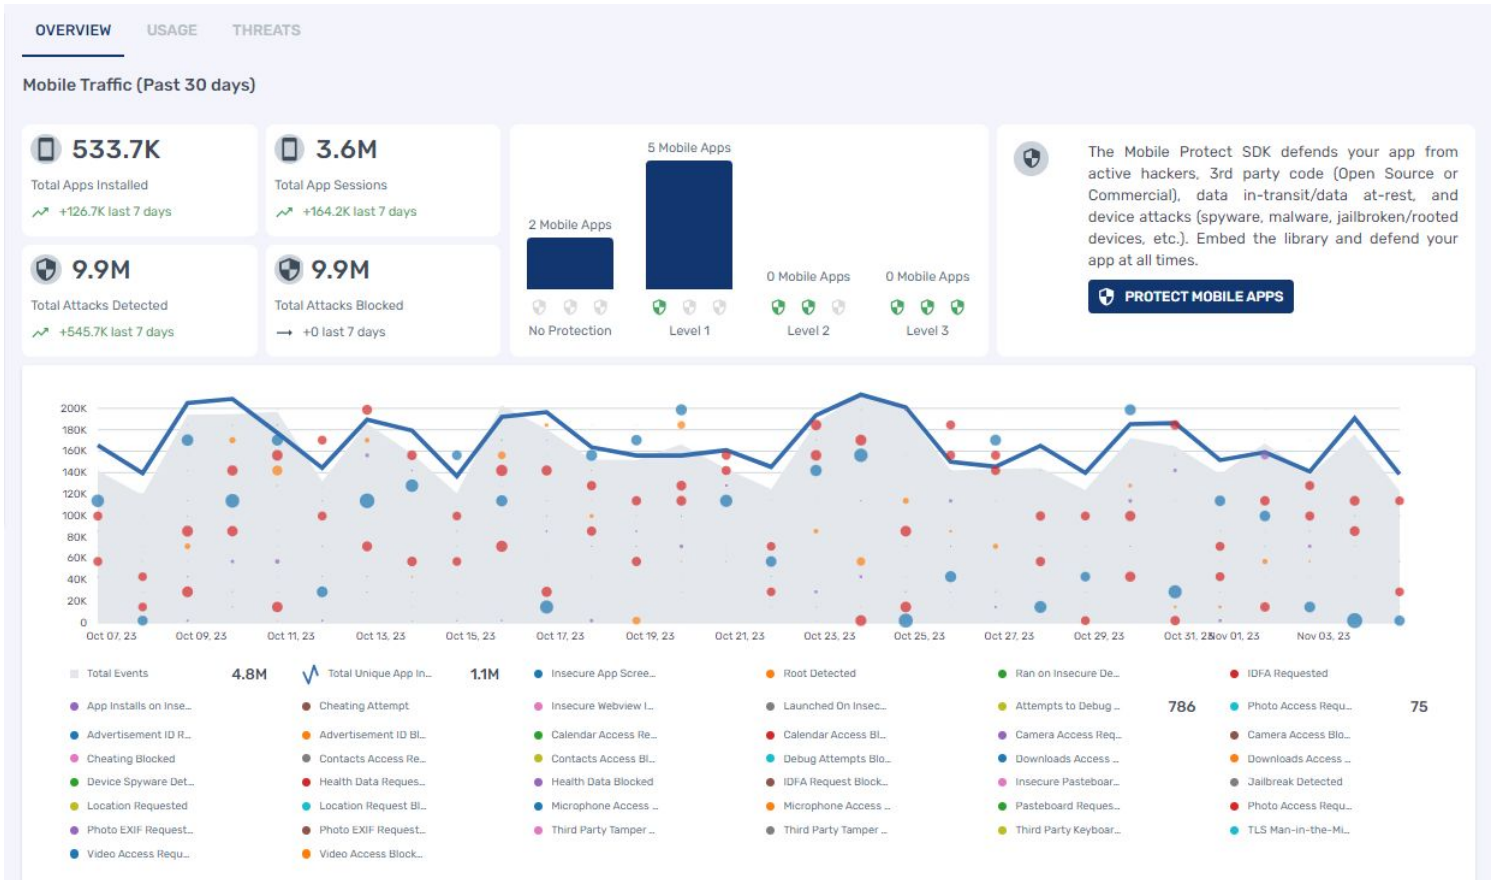 OVERVIEW USAGE THREATS
Mobile Traffic (Past 30 days)
533.7K
Total Apps Installed
+126.7K last 7 days
3.6M
Total App Sessions
+164.2K last 7 days
9.9M
Total Attacks Detected
+545.7K last 7 days
9.9M
Total Attacks Blocked
+0 last 7 days
5 Mobile Apps
2 Mobile Apps
0 Mobile Apps 0 Mobile Apps
No Protection Level 1 Level 2 Level 3
The Mobile Protect SDK defends your app from
active hackers, 3rd party code (Open Source or
Commercial), data in-transit/data at-rest, and
device attacks (spyware, malware, jailbroken/rooted
devices, etc.). Embed the library and defend your
app at all times.
PROTECT MOBILE APPS
200K
180K
160K
140K
120K
100K
80K
60K
40K
20K
0
Oct 07, 23 Oct 09, 23 Oct 11, 23 Oct 13, 23 Oct 15, 23 Oct 17, 23 Oct 19, 23 Oct 21, 23 Oct 23, 23 Oct 25, 23 Oct 27, 23 Oct 29, 23 Oct 31, 23 Nov 01, 23 Nov 03, 23
Total Events 4.8M Total Unique App In... 1.1M Insecure App Scree... Root Detected Ran on Insecure De... IDFA Requested
App Installs on Inse... Cheating Attempt Insecure Webview I... Launched On Insec... Attempts to Debug ... 786 Photo Access Requ... 75
Advertisement ID R... Advertisement ID Bl... Calendar Access Re... Calendar Access Bl... Camera Access Req... Camera Access Blo...
Cheating Blocked Contacts Access Re... Contacts Access Bl... Debug Attempts Blo... Downloads Access ... Downloads Access ...
Device Spyware Det... Health Data Reques... Health Data Blocked IDFA Request Block... Insecure Pasteboar... Jailbreak Detected
Location Requested Location Request Bl... Microphone Access ... Microphone Access ... Pasteboard Reques... Photo Access Requ...
Photo EXIF Request... Photo EXIF Request... Third Party Tamper ... Third Party Tamper ... Third Party Keyboar... TLS Man-in-the-Mi...
Video Access Requ... Video Access Block...